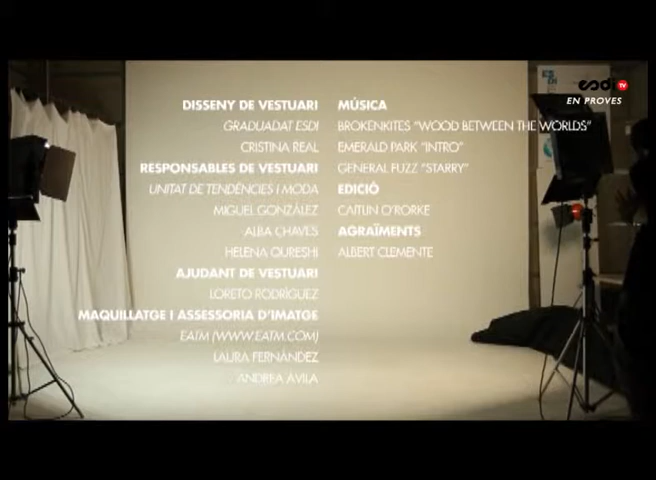 esdi TV
EN PROVES
DISSENY DE VESTUARI
GRADUADAT ESDI
CRISTINA REAL
RESPONSABLES DE VESTUARI
UNITAT DE TENDÈNCIES I MODA
MIGUEL GONZÁLEZ
ALBA CHAVES
HELENA QURESHI
AJUDANT DE VESTUARI
LORETO RODRÍGUEZ
MAQUILLATGE I ASSESSORIA D'IMATGE
EATM (WWW.EATM.COM)
LAURA FERNÁNDEZ
ANDREA ÁVILA
MÚSICA
BROKENKITES "WOOD BETWEEN THE WORLDS"
EMERALD PARK "INTRO"
GENERAL FUZZ "STARRY"
EDICIÓ
CAITLIN O'RORKE
AGRAÏMENTS
ALBERT CLEMENTE